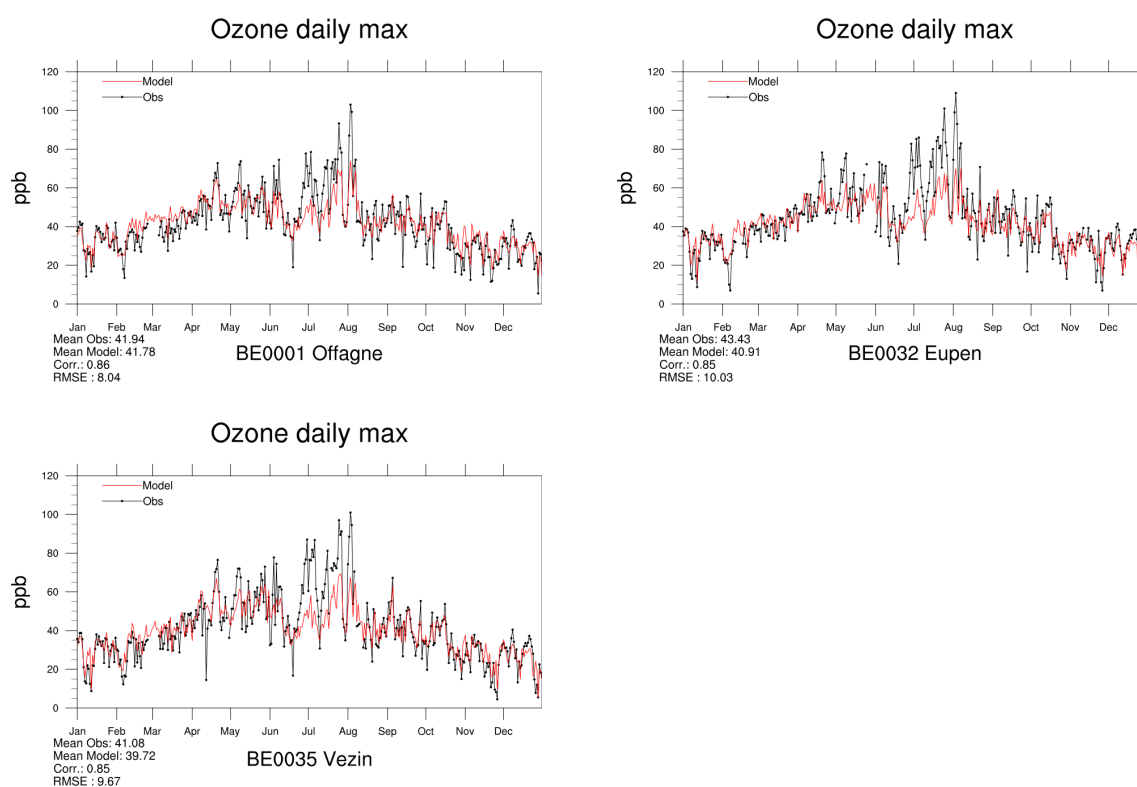 Ozone daily max
120
100
80
60
40
20
0
ppb
Model
Obs
Jan Feb Mar Apr May Jun Jul Aug Sep Oct Nov Dec
Mean Obs: 41.94
Mean Model: 41.78
Corr.: 0.86
RMSE : 8.04
BE0001 Offagne
Ozone daily max
120
100
80
60
40
20
0
ppb
Model
Obs
Jan Feb Mar Apr May Jun Jul Aug Sep Oct Nov Dec
Mean Obs: 43.43
Mean Model: 40.91
Corr.: 0.85
RMSE : 10.03
BE0032 Eupen
Ozone daily max
120
100
80
60
40
20
0
ppb
Model
Obs
Jan Feb Mar Apr May Jun Jul Aug Sep Oct Nov Dec
Mean Obs: 41.08
Mean Model: 39.72
Corr.: 0.85
RMSE : 9.67
BE0035 Vezin